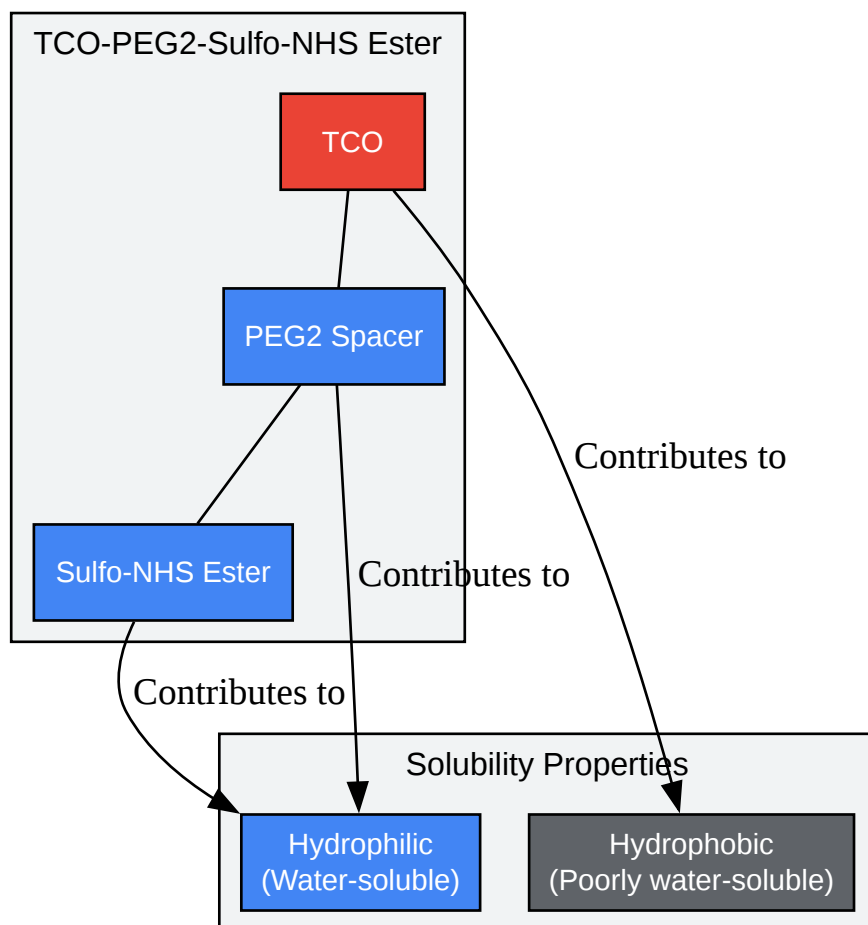 TCO-PEG2-Sulfo-NHS Ester
TCO
PEG2 Spacer
Contributes to
Sulfo-NHS Ester
Contributes to
Contributes to
Solubility Properties
Hydrophilic
(Water-soluble)
Hydrophobic
(Poorly water-soluble)